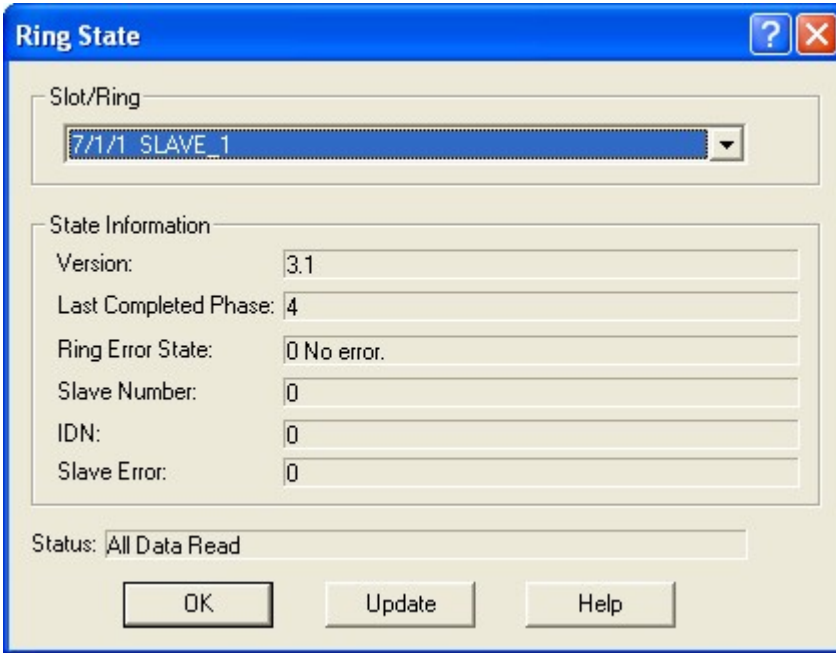 Ring State
Slot/Ring
7/1/1 SLAVE_1
State Information
Version: 3.1
Last Completed Phase: 4
Ring Error State: 0 No error.
Slave Number: 0
IDN: 0
Slave Error: 0
Status: All Data Read
OK Update Help